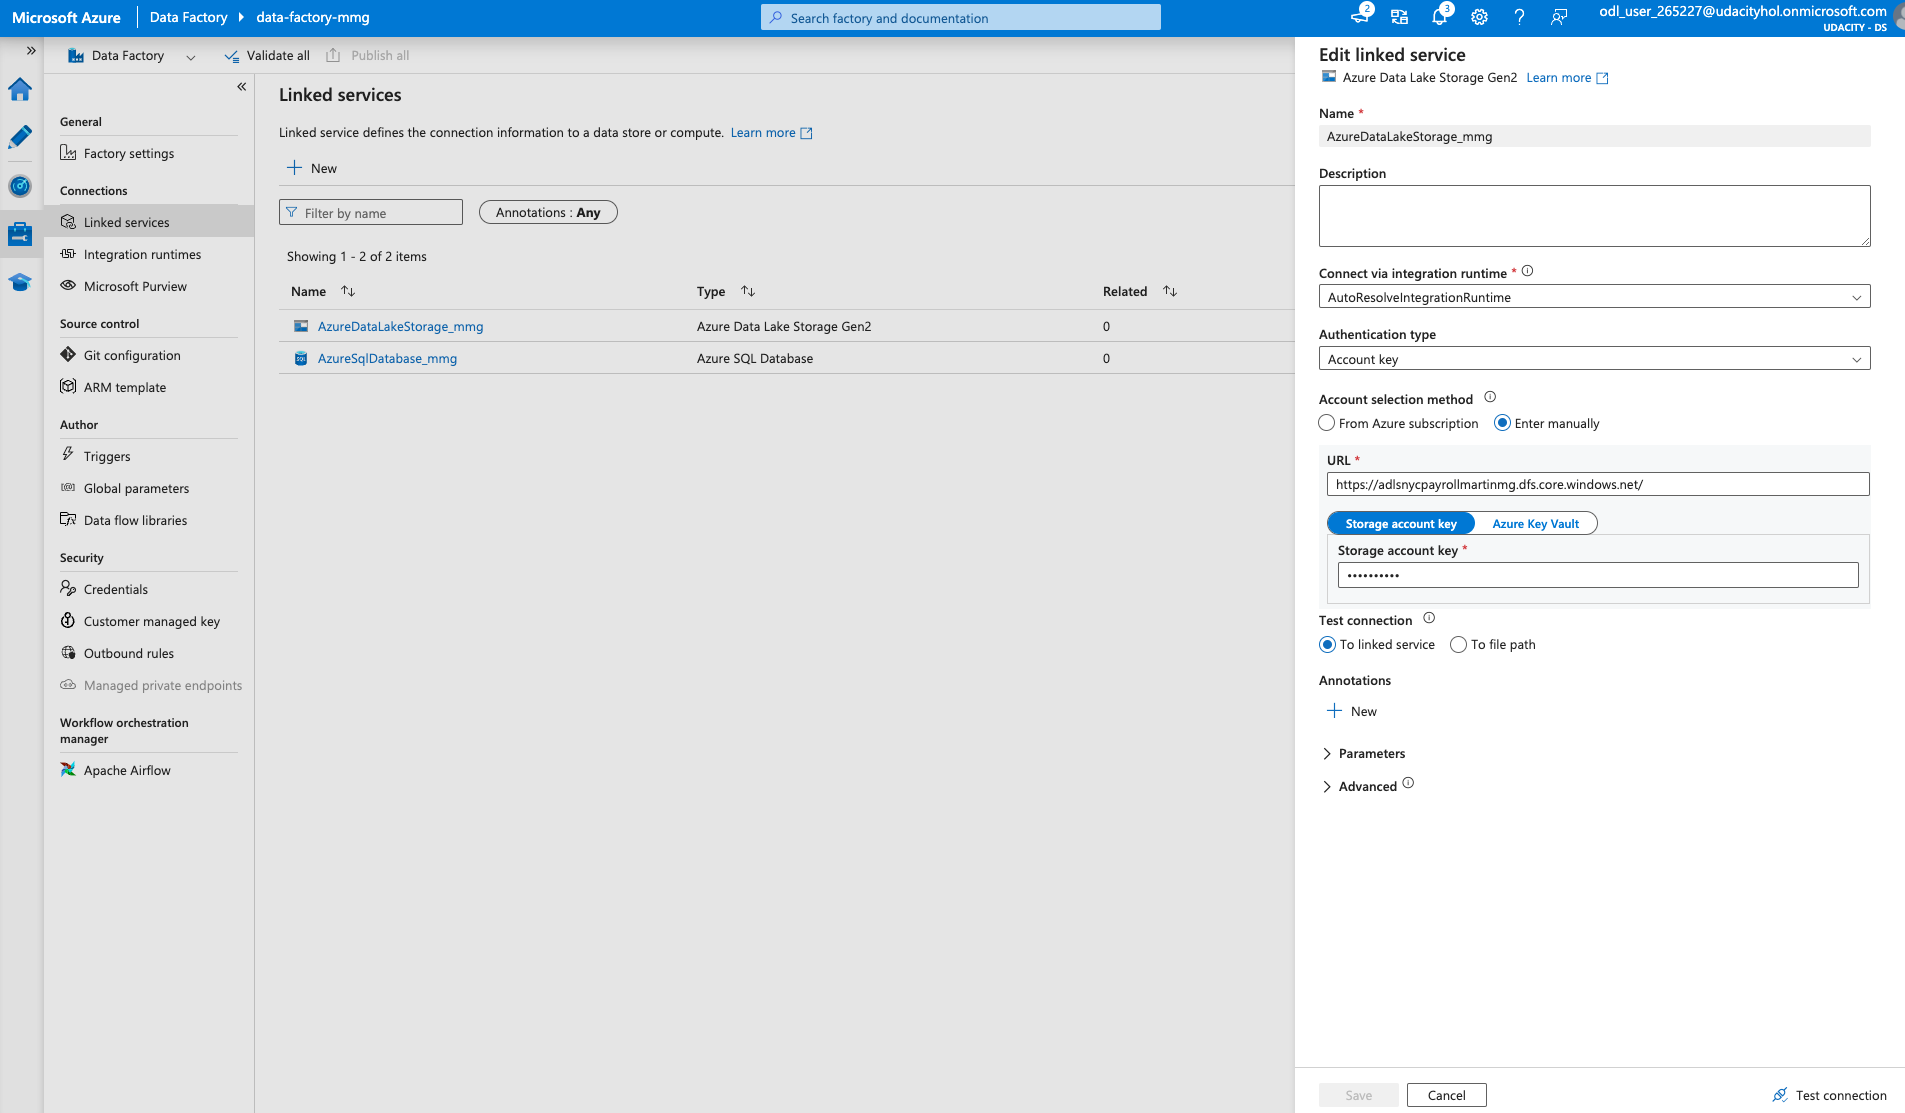 Microsoft Azure
Data Factory
data-factory-mmg
Search factory and documentation
2
3
odl_user_265227@udacityhol.onmicrosoft.com
UDACITY - DS
Data Factory
Validate all
Publish all
General
Factory settings
Connections
Linked services
Integration runtimes
Microsoft Purview
Source control
Git configuration
ARM template
Author
Triggers
Global parameters
Data flow libraries
Security
Credentials
Customer managed key
Outbound rules
Managed private endpoints
Workflow orchestration
manager
Apache Airflow
Linked services
Linked service defines the connection information to a data store or compute. Learn more
New
Filter by name
Annotations : Any
Showing 1 - 2 of 2 items
Name Type Related
AzureDataLakeStorage_mmg Azure Data Lake Storage Gen2 0
SQL AzureSqlDatabase_mmg Azure SQL Database 0
Edit linked service
Azure Data Lake Storage Gen2 Learn more
Name *
AzureDataLakeStorage_mmg
Description
Connect via integration runtime *
AutoResolveIntegrationRuntime
Authentication type
Account key
Account selection method
From Azure subscription Enter manually
URL *
https://adlsnycpayrollmartinmg.dfs.core.windows.net/
Storage account key Azure Key Vault
Storage account key *
••••••••••
Test connection
To linked service To file path
Annotations
New
Parameters
Advanced
Save Cancel Test connection